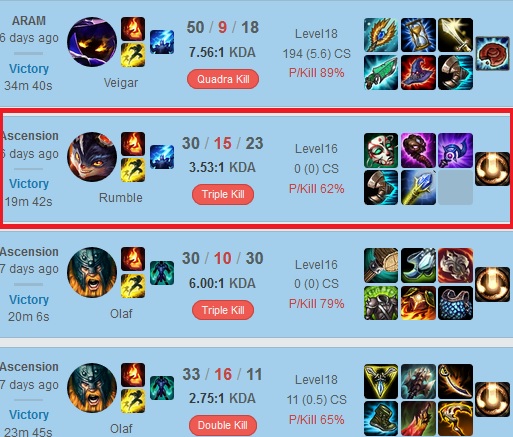 ARAM
6 days ago
Victory
34m 40s
Veigar
50 / 9 / 18
7.56:1 KDA
Quadra Kill
Level18
194 (5.6) CS
P/Kill 89%
Ascension
6 days ago
Victory
19m 42s
Rumble
30 / 15 / 23
3.53:1 KDA
Triple Kill
Level16
0 (0) CS
P/Kill 62%
Ascension
7 days ago
Victory
20m 6s
Olaf
30 / 10 / 30
6.00:1 KDA
Triple Kill
Level16
0 (0) CS
P/Kill 79%
Ascension
7 days ago
Victory
23m 45s
Olaf
33 / 16 / 11
2.75:1 KDA
Double Kill
Level18
11 (0.5) CS
P/Kill 65%